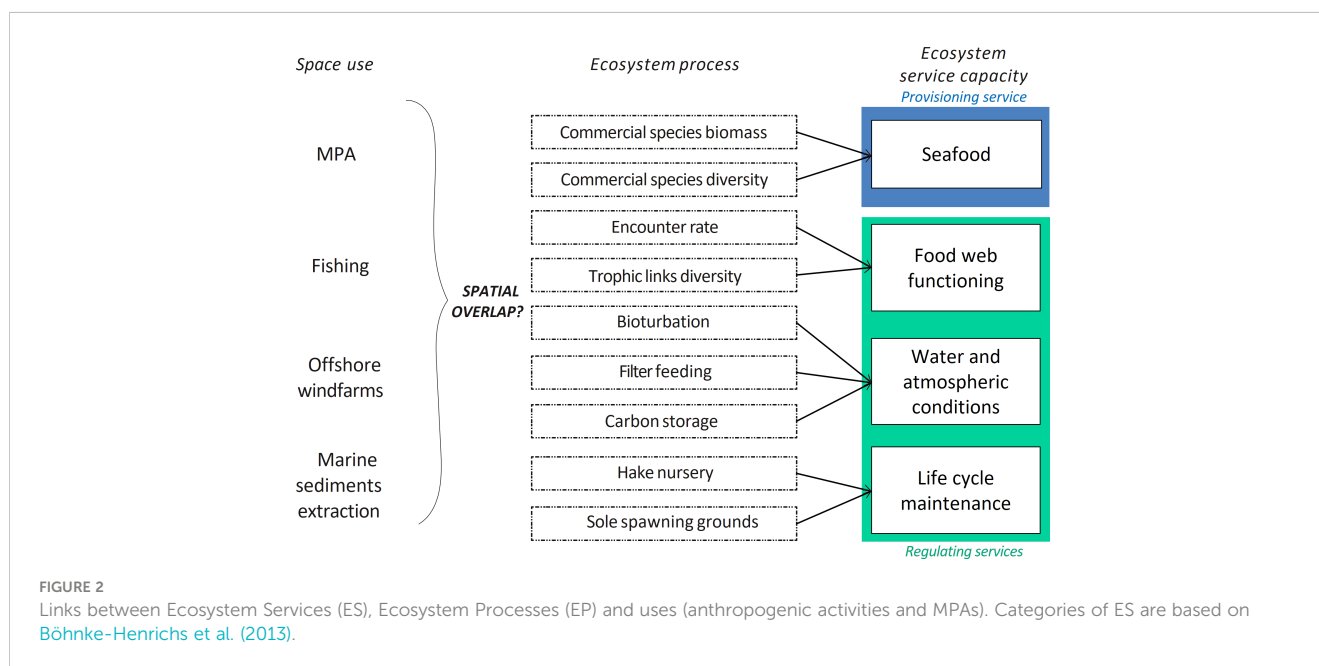 Space use
Ecosystem process
Ecosystem
service capacity
Provisioning service
MPA
Fishing
Offshore
windfarms
Marine
sediments
extraction
SPATIAL
OVERLAP?
Commercial species biomass
Commercial species diversity
Encounter rate
Trophic links diversity
Bioturbation
Filter feeding
Carbon storage
Hake nursery
Sole spawning grounds
Seafood
Food web
functioning
Water and
atmospheric
conditions
Life cycle
maintenance
Regulating services
FIGURE 2
Links between Ecosystem Services (ES), Ecosystem Processes (EP) and uses (anthropogenic activities and MPAs). Categories of ES are based on
Böhnke-Henrichs et al. (2013).